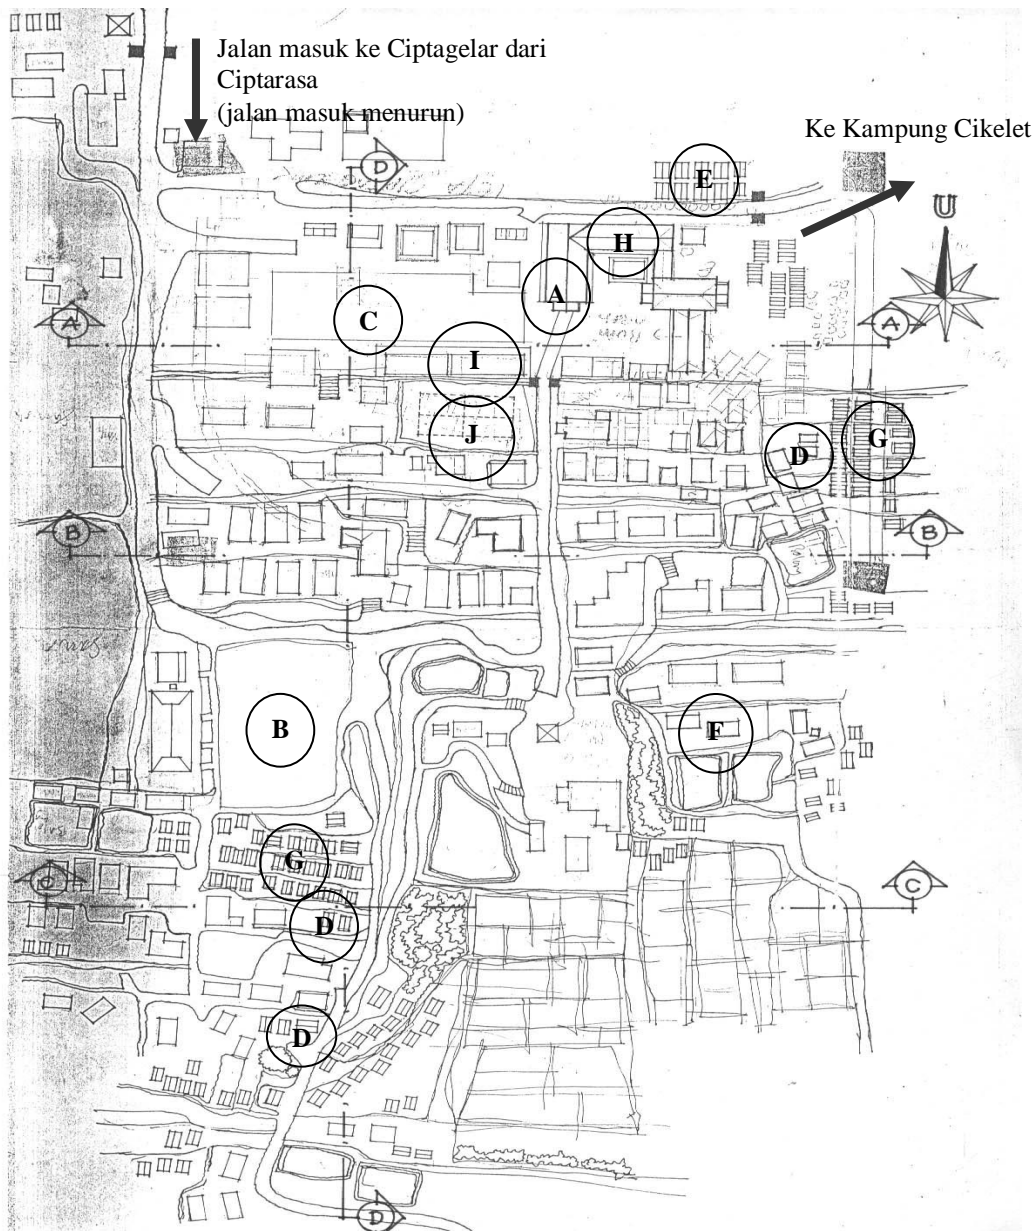 Jalan masuk ke Ciptagelar dari
Ciptarasa
(jalan masuk menurun)
Ke Kampung Cikelet
D
E
U
H
A
C
A
A
I
J
D
G
B
B
B
F
G
C
C
D
D
D